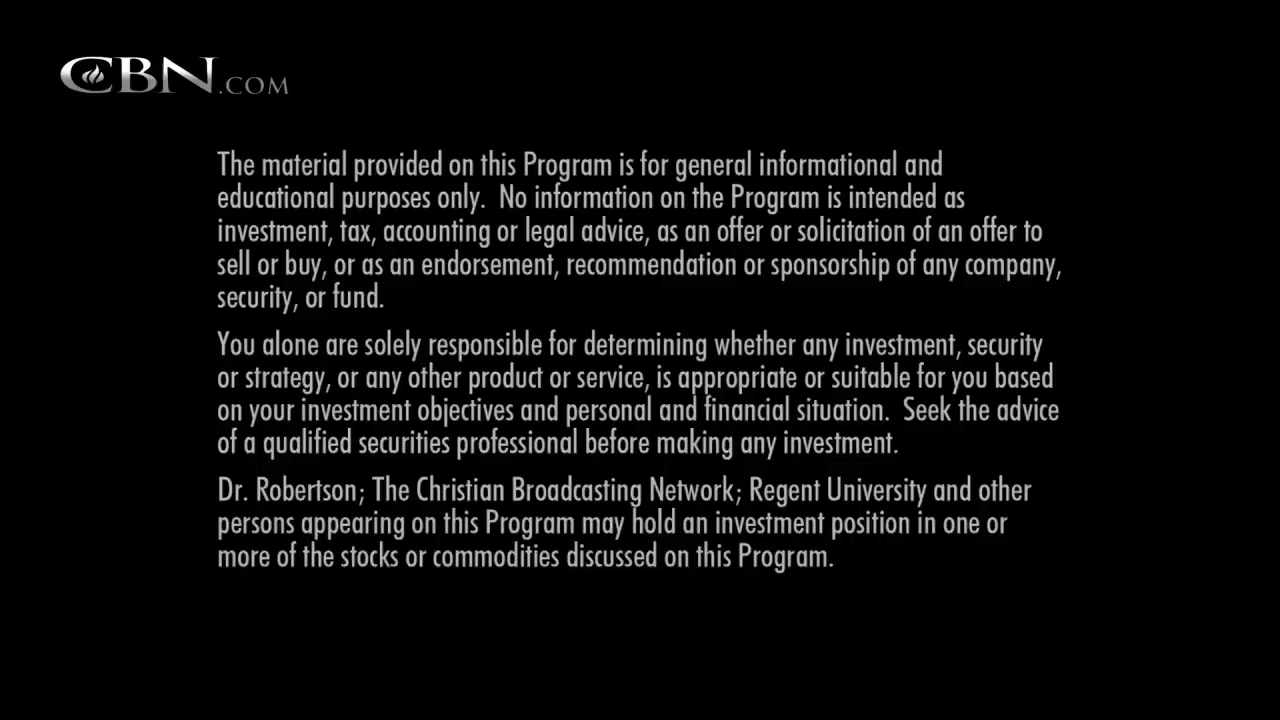 CBN.COM
The material provided on this Program is for general informational and
educational purposes only.  No information on the Program is intended as
investment, tax, accounting or legal advice, as an offer or solicitation of an offer to
sell or buy, or as an endorsement, recommendation or sponsorship of any company,
security, or fund.
You alone are solely responsible for determining whether any investment, security
or strategy, or any other product or service, is appropriate or suitable for you based
on your investment objectives and personal and financial situation.  Seek the advice
of a qualified securities professional before making any investment.
Dr. Robertson; The Christian Broadcasting Network; Regent University and other
persons appearing on this Program may hold an investment position in one or
more of the stocks or commodities discussed on this Program.